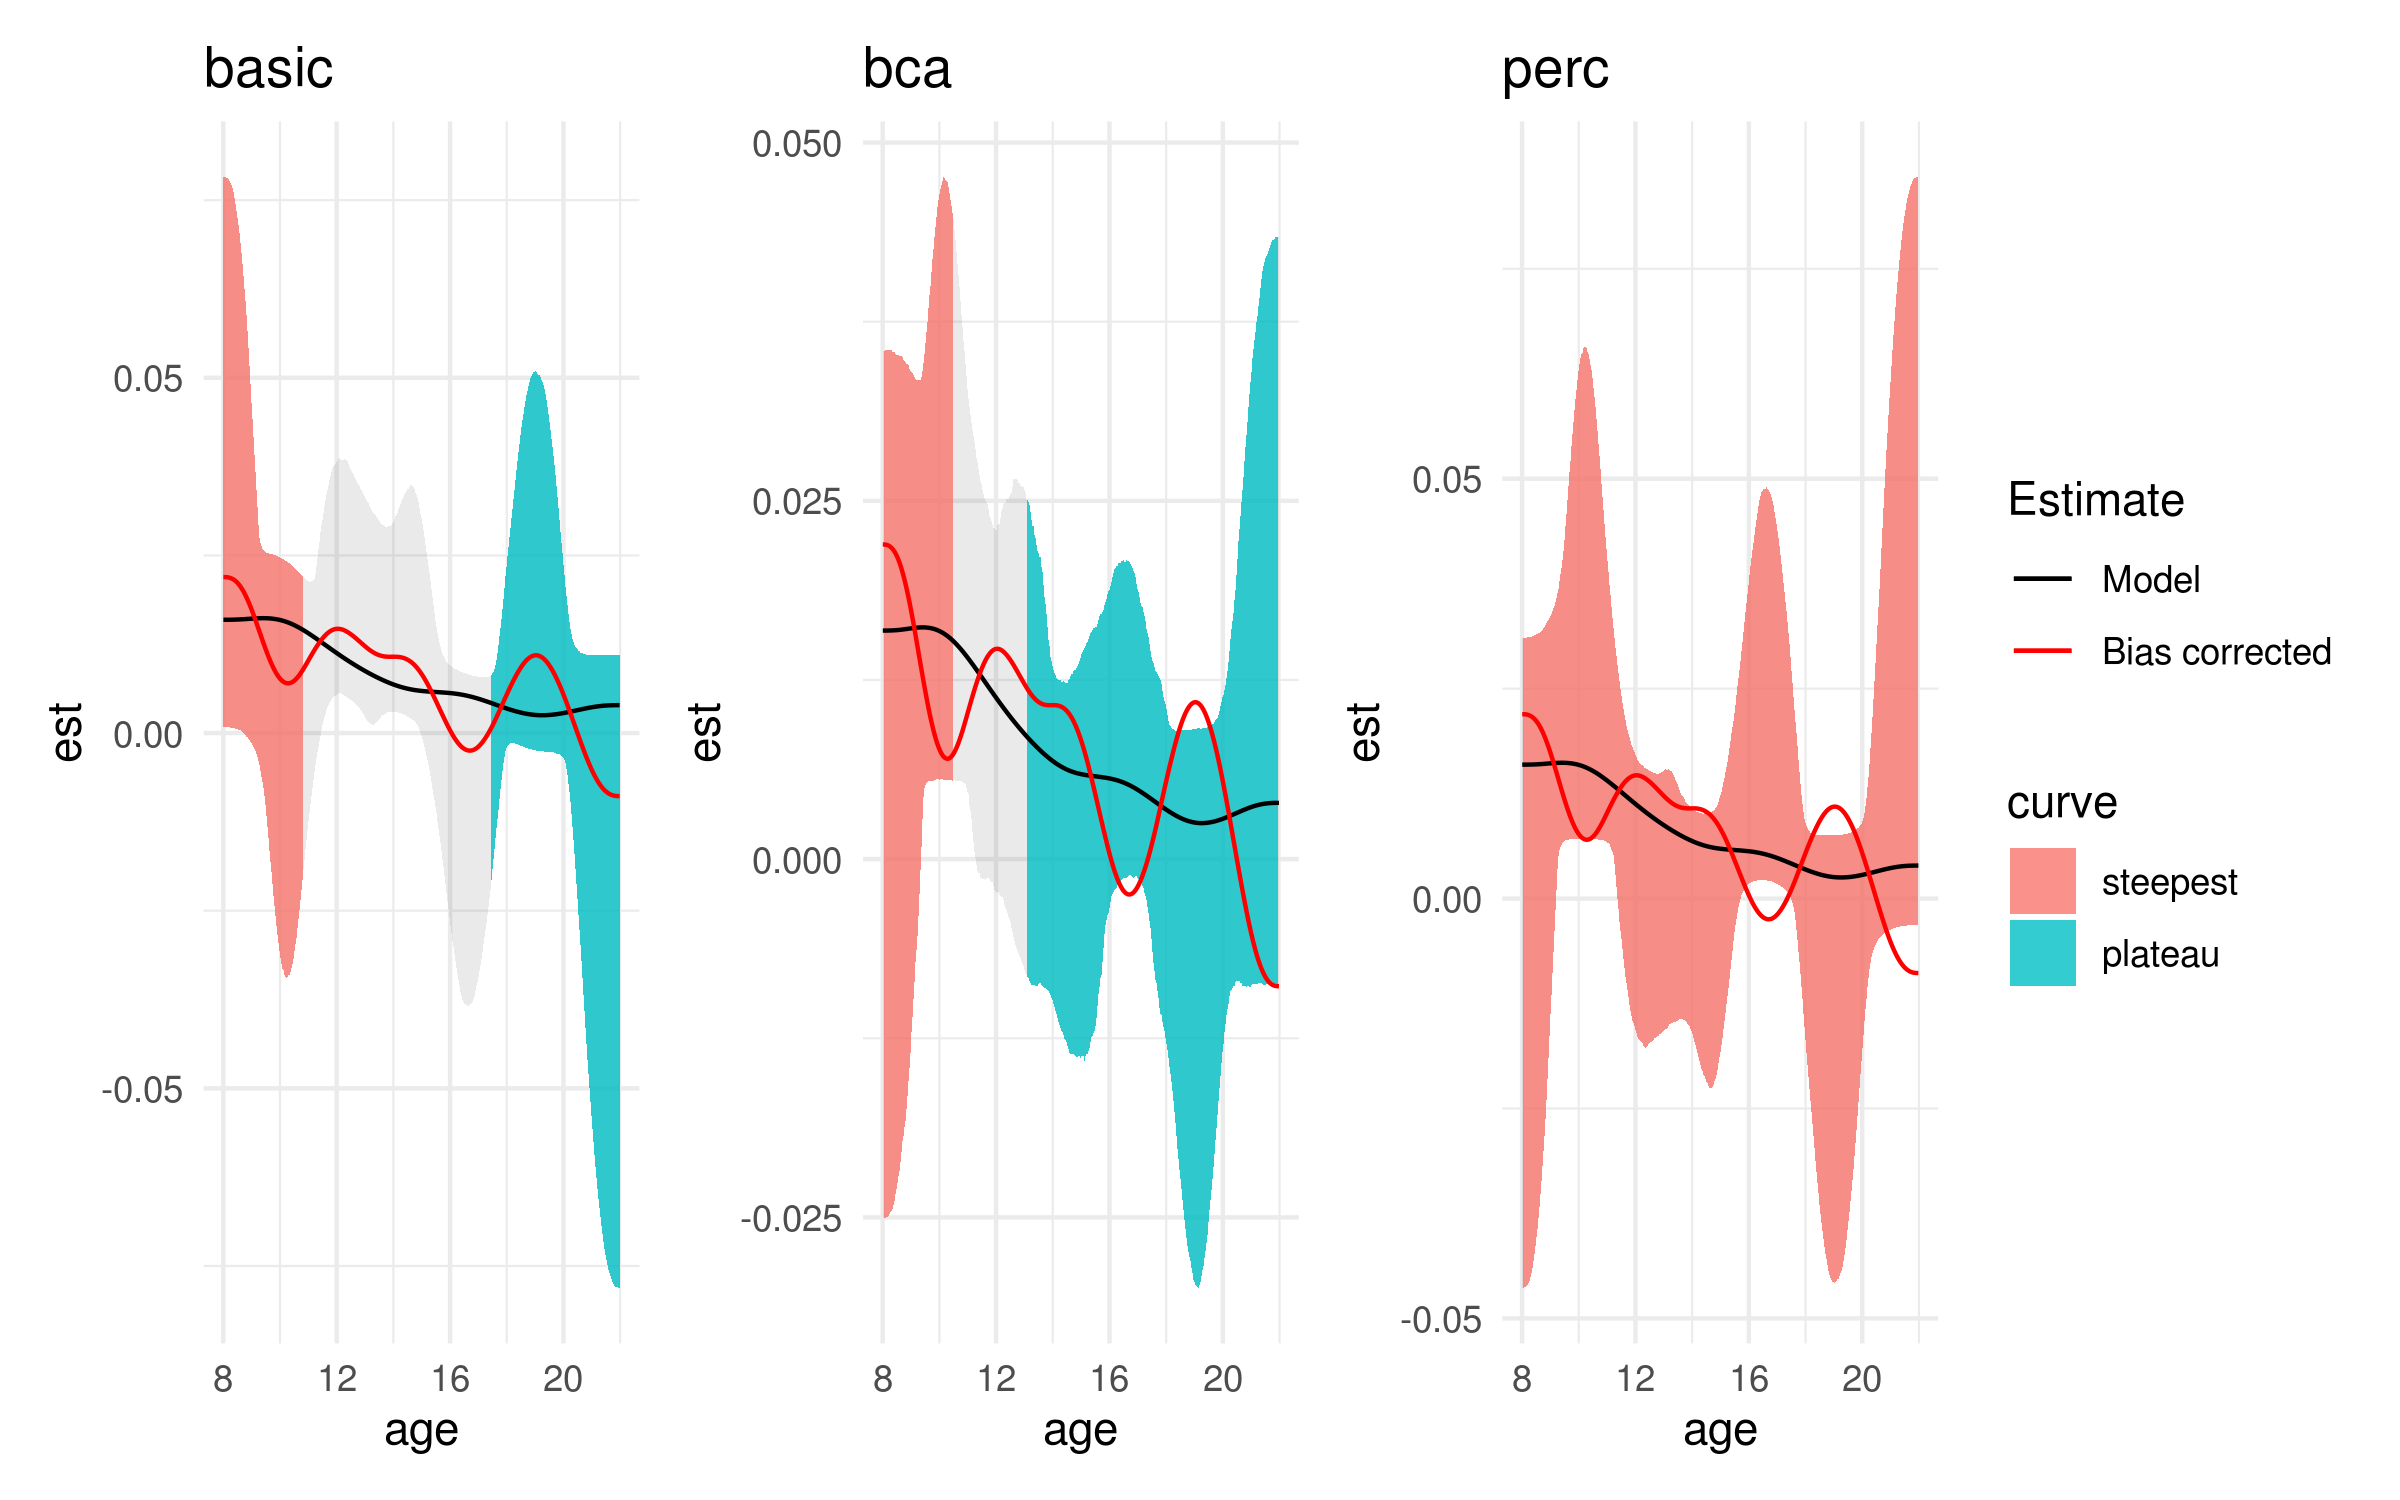 basic
bca
perc
0.05
0.00
-0.05
est
8 12 16 20
age
0.050
0.025
0.000
-0.025
est
8 12 16 20
age
0.05
0.00
-0.05
est
8 12 16 20
age
Estimate
Model
Bias corrected
curve
steepest
plateau